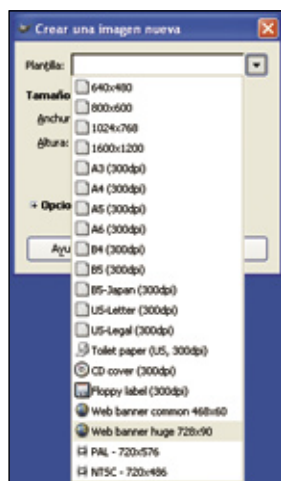 Crear una imagen nueva
Plantilla:
640x480
Tamaño
800x600
Anchur
1024x768
Altura:
1600x1200
A3 (300dpi)
A4 (300dpi)
A5 (300dpi)
Opcio
A6 (300dpi)
B4 (300dpi)
Ayu
B5 (300dpi)
B5-Japan (300dpi)
US-Letter (300dpi)
US-Legal (300dpi)
Toilet paper (US, 300dpi)
CD cover (300dpi)
Floppy label (300dpi)
Web banner common 468x60
Web banner huge 728x90
PAL - 720x576
NTSC - 720x486